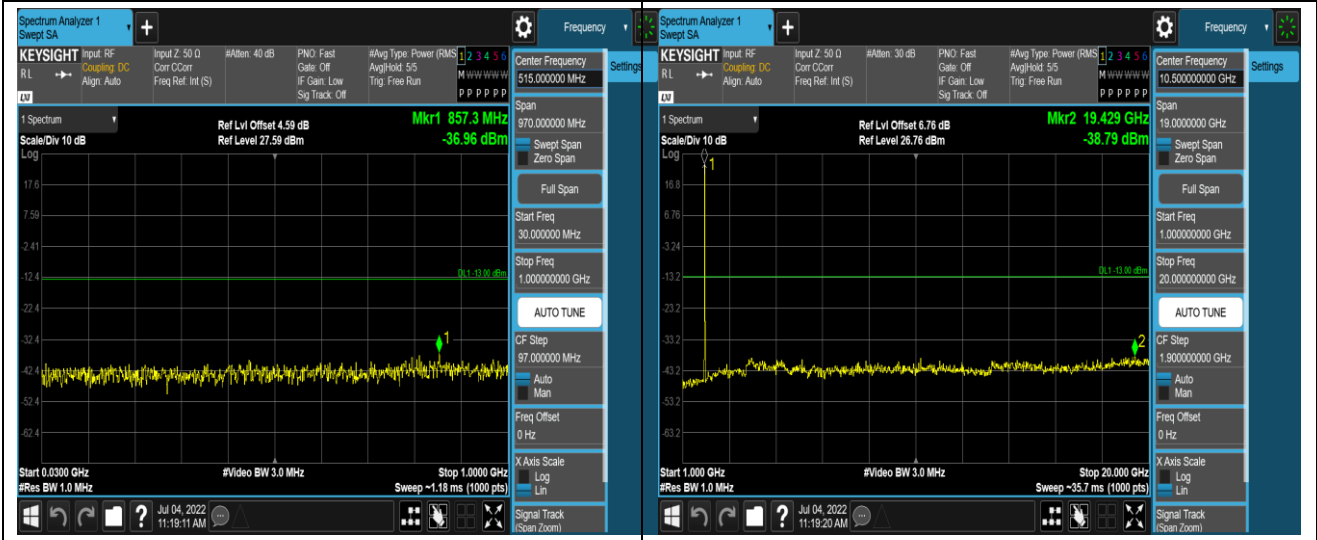 Spectrum Analyzer 1
Swept SA
+
Frequency
KEYSIGHT
Input: RF
Coupling: DC
Align: Auto
Input Z: 50 Ω
Corr CCorr
Freq Ref: Int (S)
#Atten: 40 dB
PNO: Fast
Gate: Off
IF Gain: Low
Sig Track: Off
#Avg Type: Power (RMS
Avg|Hold: 5/5
Trig: Free Run
1 2 3 4 5 6
M W W W W W
P P P P P P
RL
LXI
Center Frequency
515.000000 MHz
Settings
Span
970.000000 MHz
Swept Span
Zero Span
Full Span
Start Freq
30.000000 MHz
Stop Freq
1.000000000 GHz
AUTO TUNE
CF Step
97.000000 MHz
Auto
Man
Freq Offset
0 Hz
X Axis Scale
Log
Lin
Signal Track
(Span Zoom)
1 Spectrum
Scale/Div 10 dB
Log
Ref Lvl Offset 4.59 dB
Ref Level 27.59 dBm
Mkr1 857.3 MHz
-36.96 dBm
17.6
7.59
-2.41
-12.4
DL1 -13.00 dBm
-22.4
-32.4
1
-42.4
-52.4
-62.4
Start 0.0300 GHz
#Video BW 3.0 MHz
Stop 1.0000 GHz
#Res BW 1.0 MHz
Sweep ~1.18 ms (1000 pts)
?
Jul 04, 2022
11:19:11 AM
Spectrum Analyzer 1
Swept SA
+
Frequency
KEYSIGHT
Input: RF
Coupling: DC
Align: Auto
Input Z: 50 Ω
Corr CCorr
Freq Ref: Int (S)
#Atten: 30 dB
PNO: Fast
Gate: Off
IF Gain: Low
Sig Track: Off
#Avg Type: Power (RMS
Avg|Hold: 5/5
Trig: Free Run
1 2 3 4 5 6
M W W W W W
P P P P P P
RL
LXI
Center Frequency
10.500000000 GHz
Settings
Span
19.0000000 GHz
Swept Span
Zero Span
Full Span
Start Freq
1.000000000 GHz
Stop Freq
20.000000000 GHz
AUTO TUNE
CF Step
1.900000000 GHz
Auto
Man
Freq Offset
0 Hz
X Axis Scale
Log
Lin
Signal Track
(Span Zoom)
1 Spectrum
Scale/Div 10 dB
Log
Ref Lvl Offset 6.76 dB
Ref Level 26.76 dBm
Mkr2 19.429 GHz
-38.79 dBm
1
16.8
6.76
-3.24
-13.2
DL1 -13.00 dBm
-23.2
-33.2
2
-43.2
-53.2
-63.2
Start 1.000 GHz
#Video BW 3.0 MHz
Stop 20.000 GHz
#Res BW 1.0 MHz
Sweep ~35.7 ms (1000 pts)
?
Jul 04, 2022
11:19:20 AM